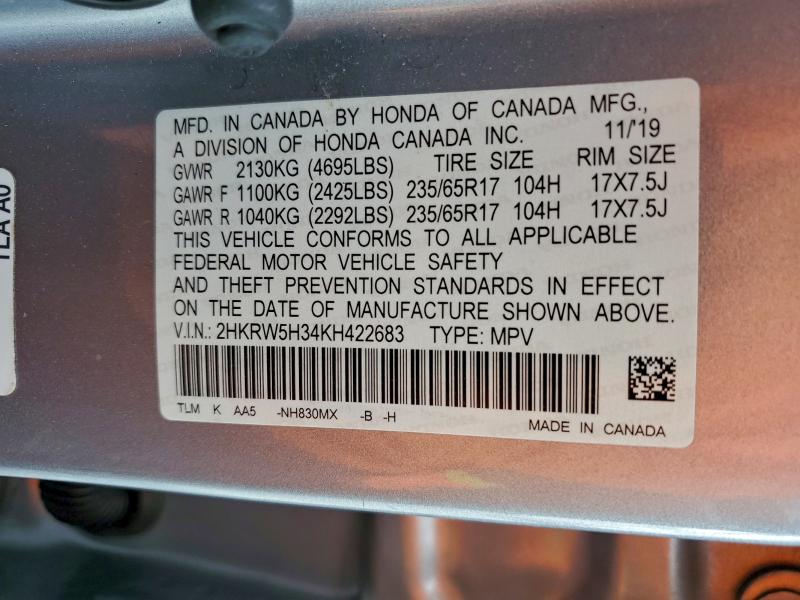 MFD. IN CANADA BY HONDA OF CANADA MFG.,
A DIVISION OF HONDA CANADA INC. 11/'19
GVWR 2130KG (4695LBS) TIRE SIZE RIM SIZE
GAWR F 1100KG (2425LBS) 235/65R17 104H 17X7.5J
GAWR R 1040KG (2292LBS) 235/65R17 104H 17X7.5J
THIS VEHICLE CONFORMS TO ALL APPLICABLE
FEDERAL MOTOR VEHICLE SAFETY
AND THEFT PREVENTION STANDARDS IN EFFECT
ON THE DATE OF MANUFACTURE SHOWN ABOVE.
V.I.N.: 2HKRW5H34KH422683 TYPE: MPV
TLM K AA5 -NH830MX -B -H
MADE IN CANADA
TLA A0